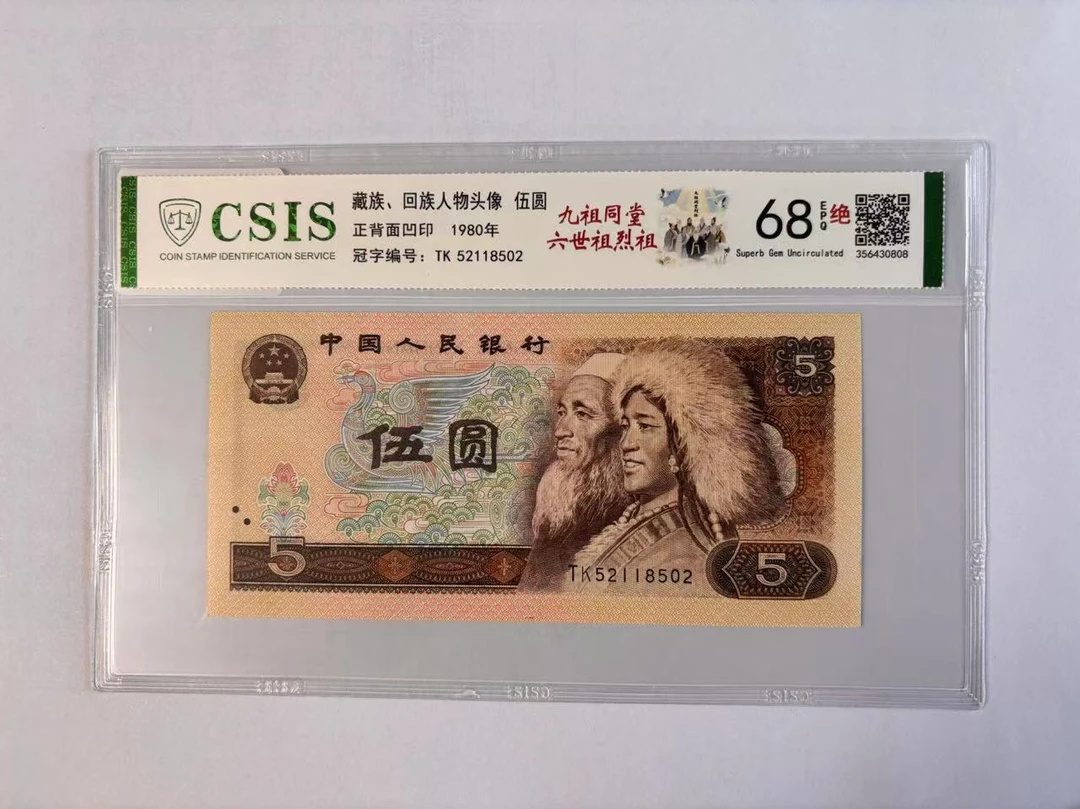 CSIS
COIN STAMP IDENTIFICATION SERVICE
藏族、回族人物头像 伍圆
正背面凹印 1980年
冠字编号：TK 52118502
九祖同堂
六世祖烈祖
68 EPQ 绝
Superb Gem Uncirculated
356430808
中国人民银行
5
伍圆
5
TK52118502
5